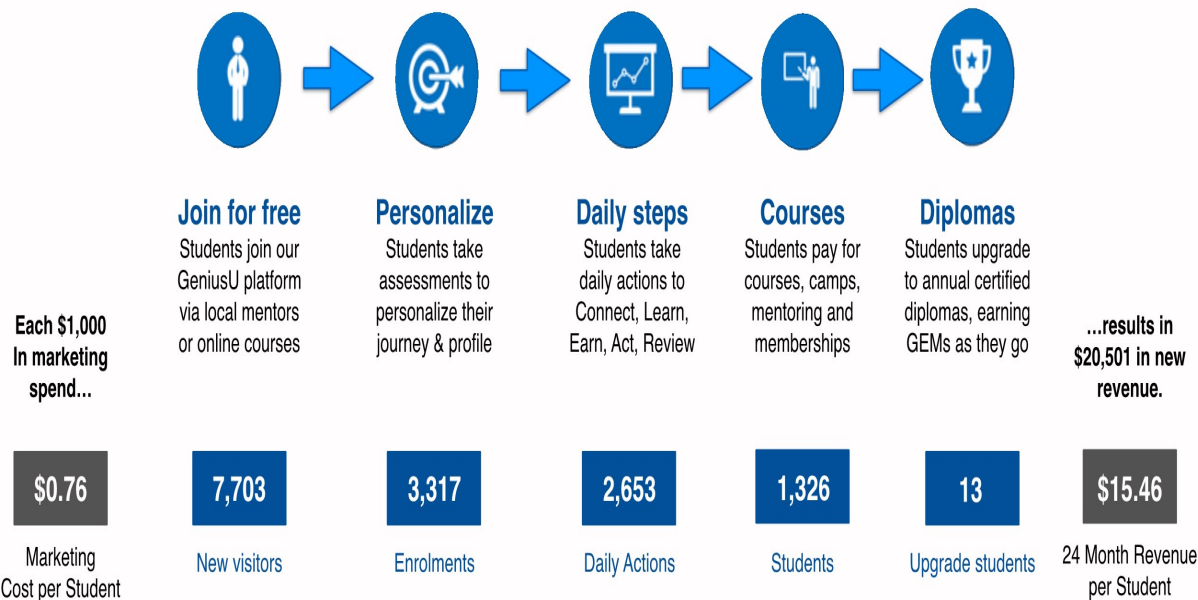 Join for free
Students join our
GeniusU platform
via local mentors
or online courses
Personalize
Students take
assessments to
personalize their
journey & profile
Daily steps
Students take
daily actions to
Connect, Learn,
Earn, Act, Review
Courses
Students pay for
courses, camps,
mentoring and
memberships
Diplomas
Students upgrade
to annual certified
diplomas, earning
GEMs as they go
Each $1,000
In marketing
spend...
...results in
$20,501 in new
revenue.
$0.76
Marketing
Cost per Student
7,703
New visitors
3,317
Enrolments
2,653
Daily Actions
1,326
Students
13
Upgrade students
$15.46
24 Month Revenue
per Student